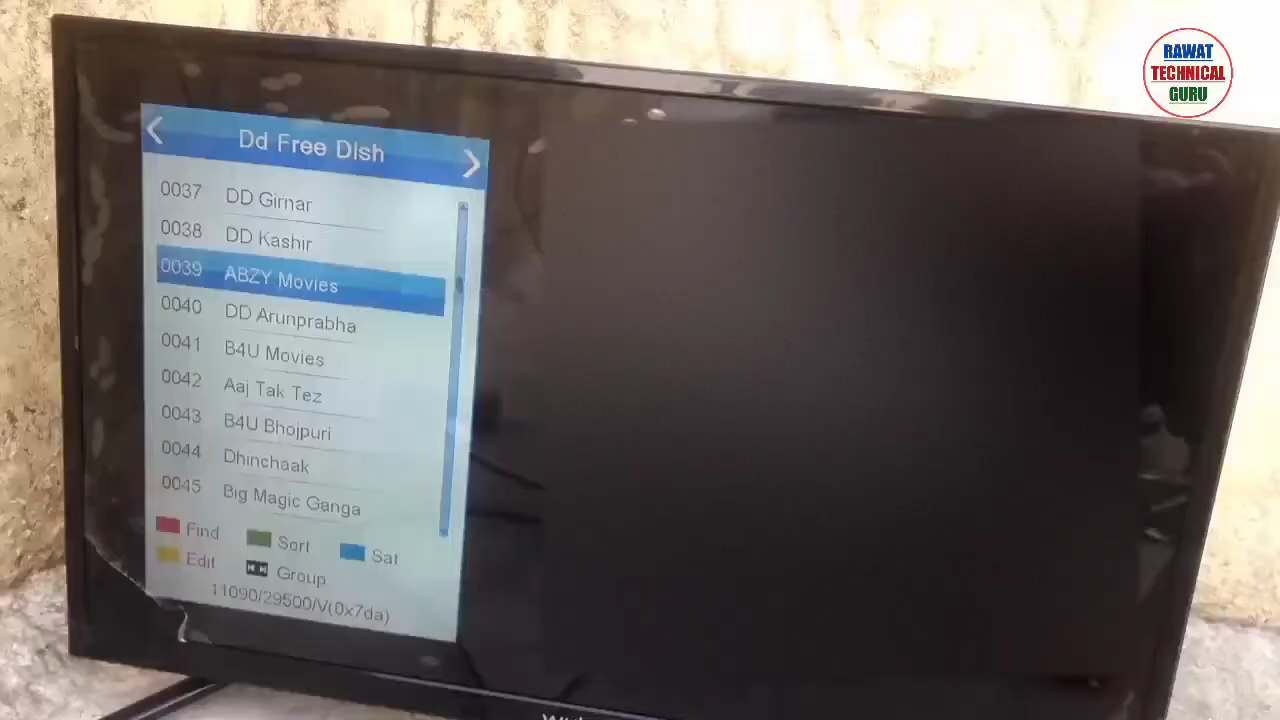 RAWAT
TECHNICAL
GURU
Dd Free Dish
0037 DD Girnar
0038 DD Kashir
0039 ABZY Movies
0040 DD Arunprabha
0041 B4U Movies
0042 Aaj Tak Tez
0043 B4U Bhojpuri
0044 Dhinchaak
0045 Big Magic Ganga
Find Sort Sat
Edit Group
11090/29500/V(0x7da)